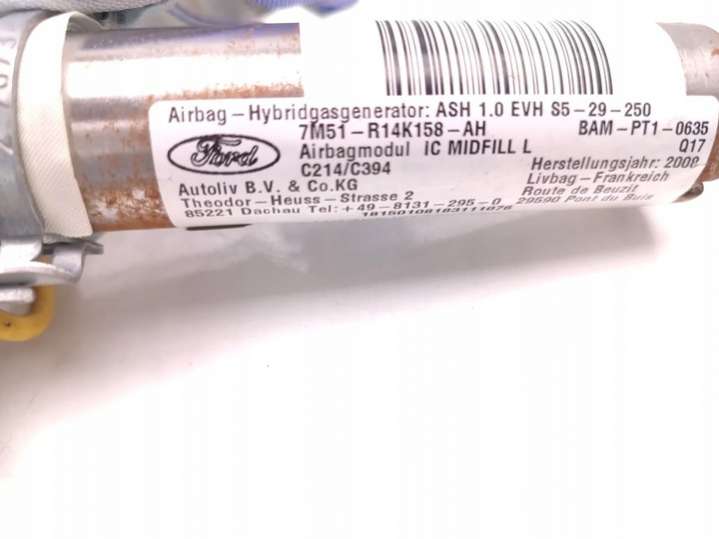 Airbag-Hybridgasgenerator: ASH 1.0 EVH S5-29-250
7M51-R14K158-AH
BAM-PT1-0635
Ford
Airbagmodul IC MIDFILL L
Q17
C214/C394
Herstellungsjahr: 2008
Autoliv B.V. & Co.KG
Livbag-Frankreich
Theodor-Heuss-Strasse 2
Route de Beuzit
85221 Dachau Tel: +49-8131-295-0
29590 Pont du Buis